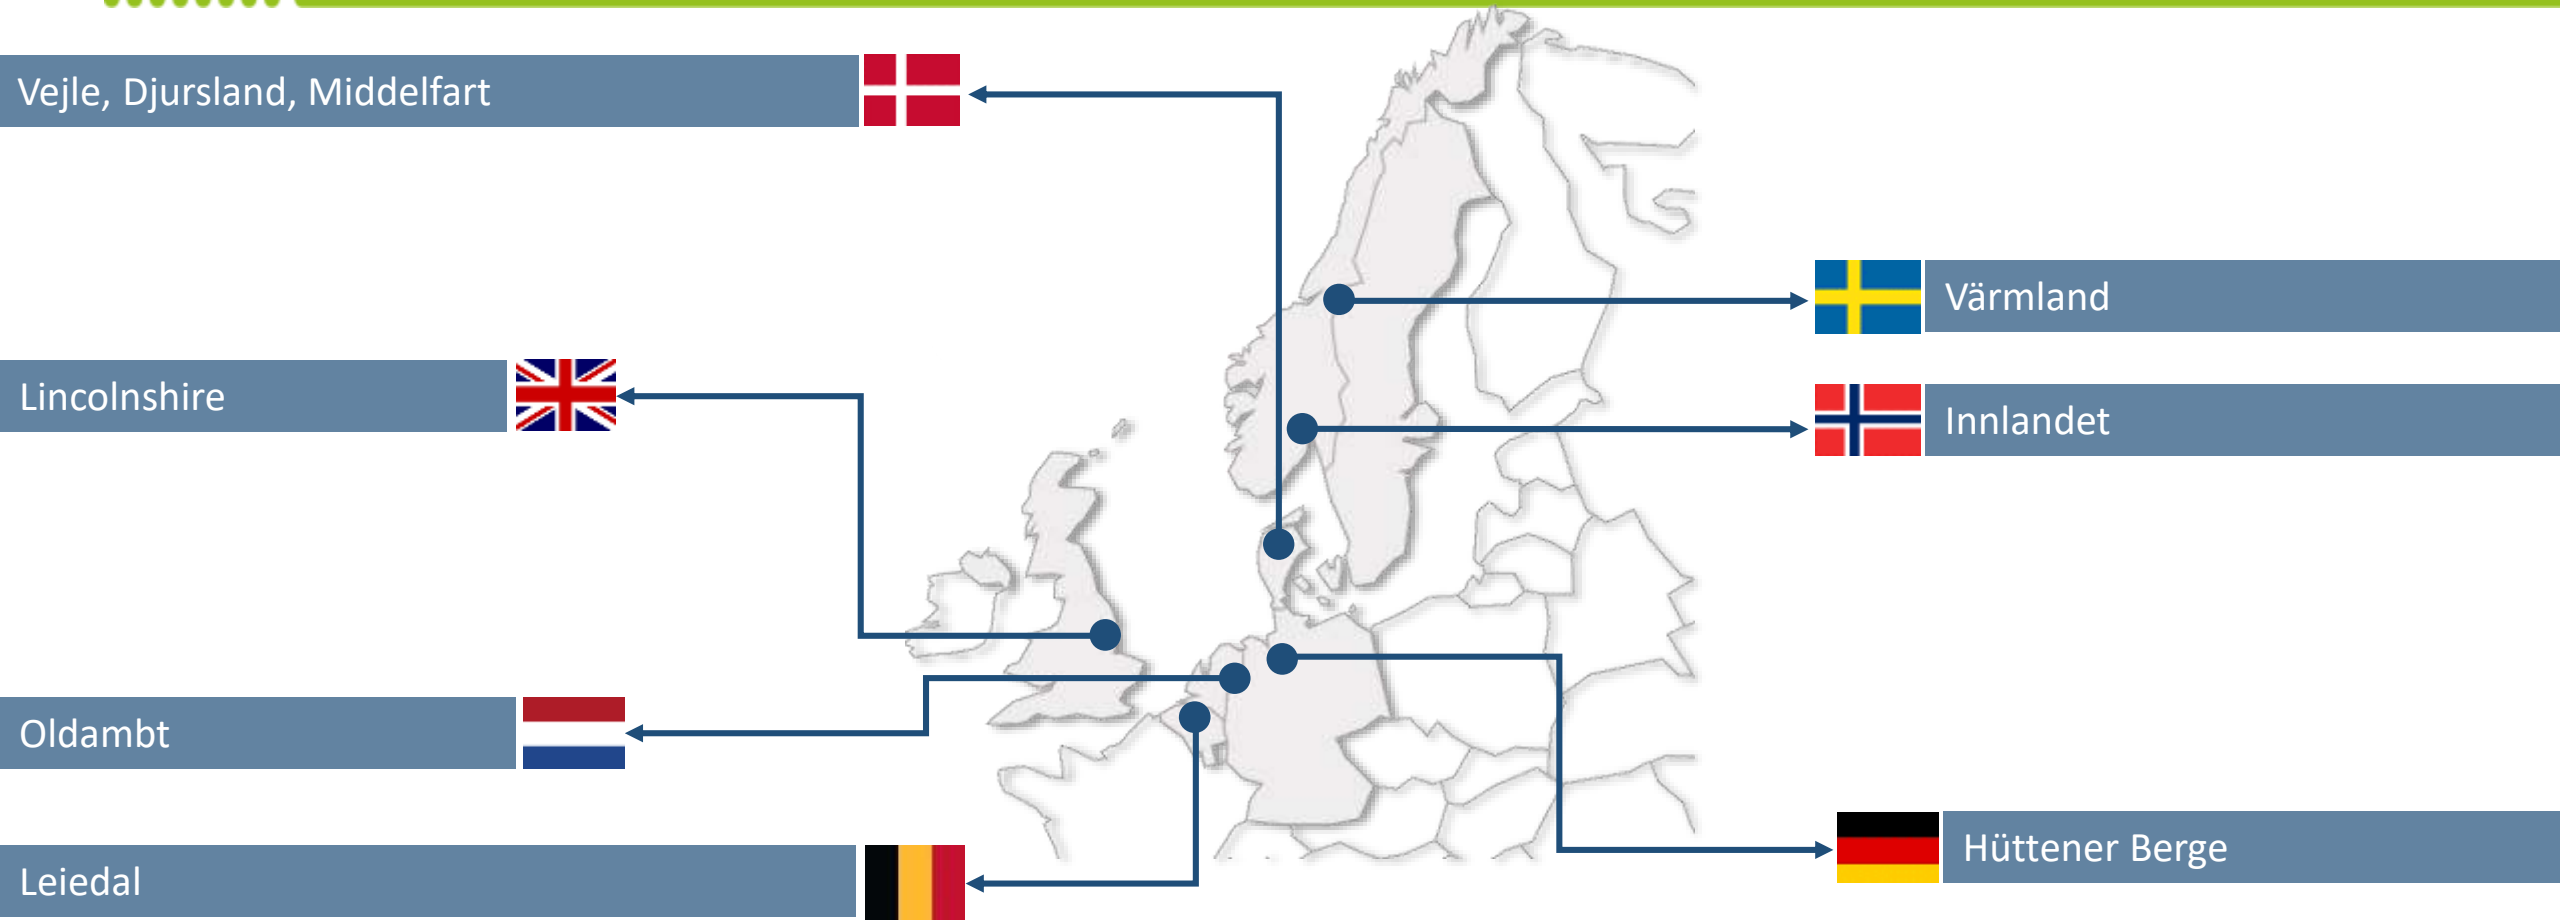 Vejle, Djursland, Middelfart
Värmland
Lincolnshire
Innlandet
Oldambt
Hüttener Berge
Leiedal